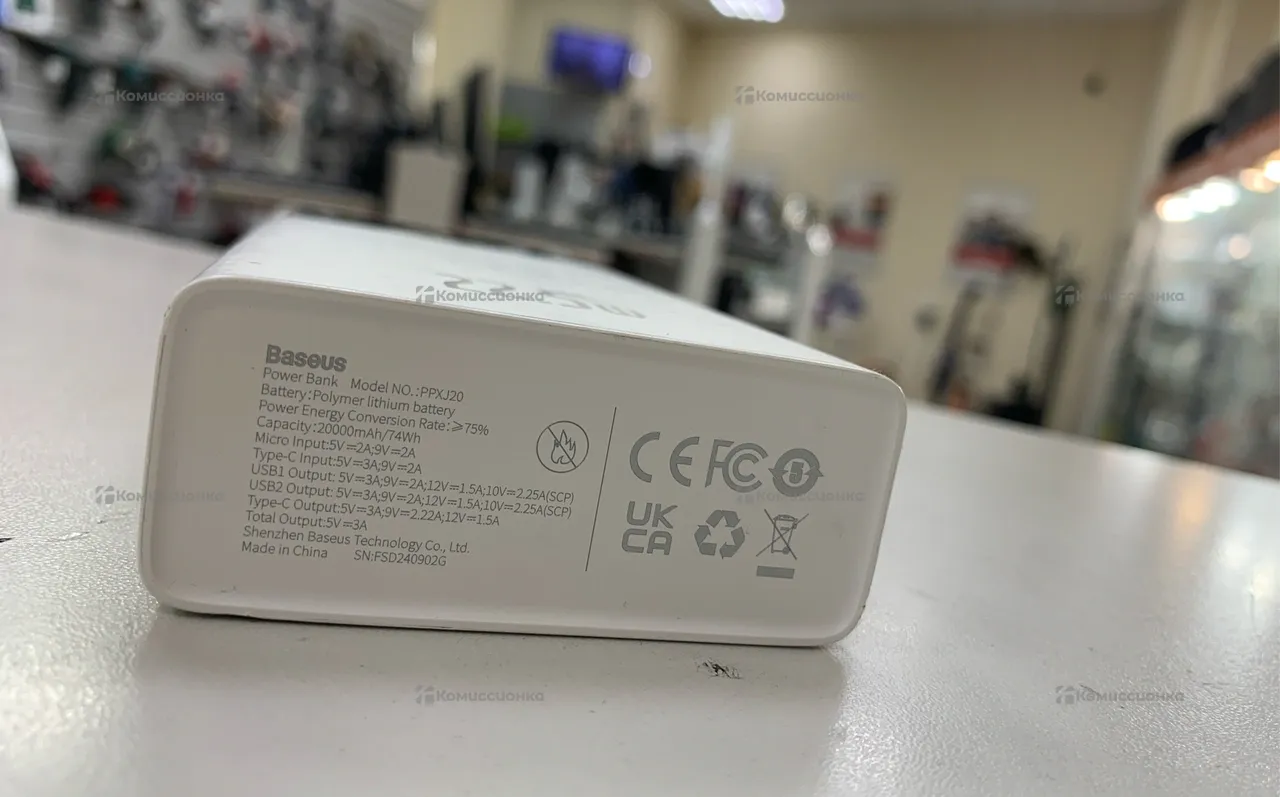 Baseus
Power Bank Model NO.:PPXJ20
Battery:Polymer lithium battery
Power Energy Conversion Rate:⩾75%
Capacity:20000mAh/74Wh
Micro Input:5V⎓2A;9V⎓2A
Type-C Input:5V⎓3A;9V⎓2A
USB1 Output: 5V⎓3A;9V⎓2A;12V⎓1.5A;10V⎓2.25A(SCP)
USB2 Output: 5V⎓3A;9V⎓2A;12V⎓1.5A;10V⎓2.25A(SCP)
Type-C Output:5V⎓3A;9V⎓2.22A;12V⎓1.5A
Total Output:5V⎓3A
Shenzhen Baseus Technology Co., Ltd.
Made in China SN:FSD240902G
CE FC
UK
CA
Комиссионка
Комиссионка
Комиссионка
Комиссионка
Комиссионка
Комиссионка
Комиссионка
Комиссионка